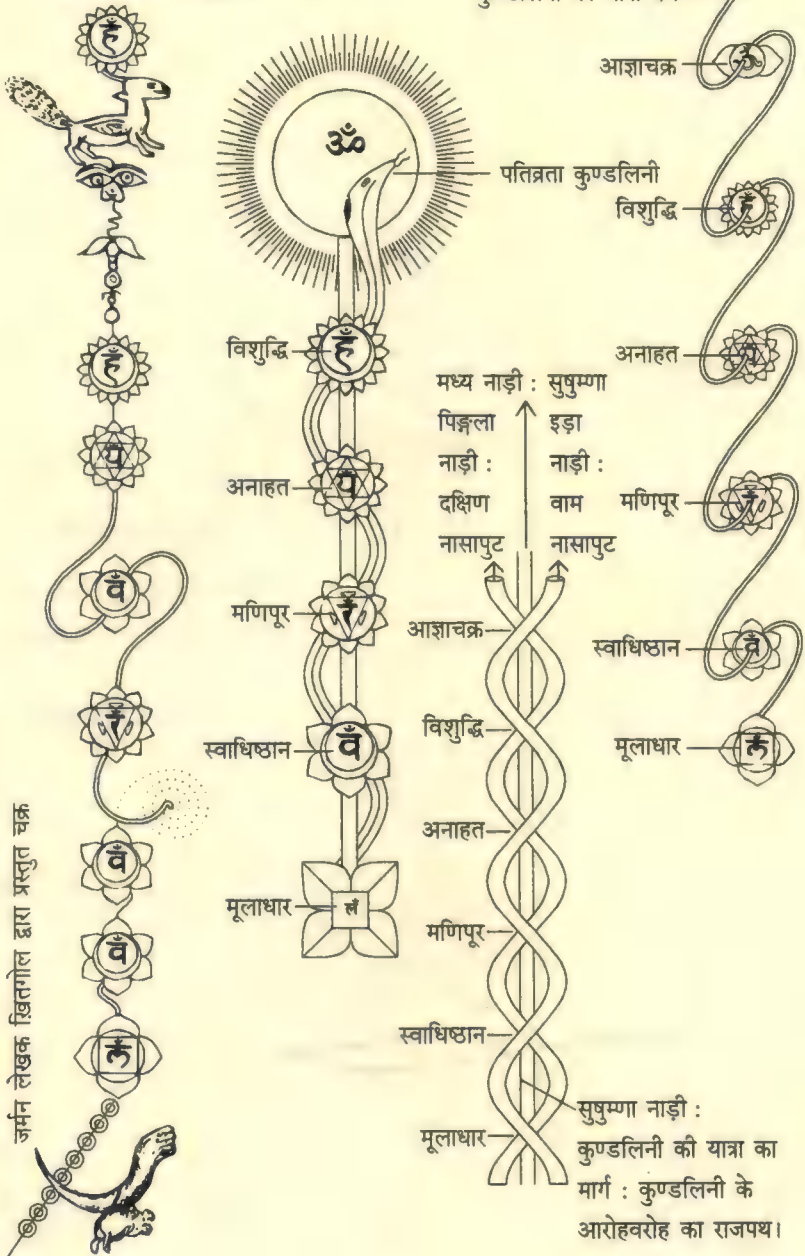 हँ
हँ
यँ
वँ
रँ
वँ
वँ
जर्मन लेखक ख़ितगोल द्वारा प्रस्तुत चक्र
ॐ
पतिव्रता कुण्डलिनी
विशुद्धि हँ
अनाहत यँ
मणिपूर रँ
स्वाधिष्ठान वँ
मूलाधार लँ
मध्य नाड़ी : सुषुम्णा
पिङ्गला इड़ा
नाड़ी : नाड़ी :
दक्षिण वाम
नासापुट नासापुट
आज्ञाचक्र
विशुद्धि
अनाहत
मणिपूर
स्वाधिष्ठान
मूलाधार
सुषुम्णा नाड़ी :
कुण्डलिनी की यात्रा का
मार्ग : कुण्डलिनी के
आरोहवरोह का राजपथ।
आज्ञाचक्र ॐ
विशुद्धि हँ
अनाहत यँ
मणिपूर रँ
स्वाधिष्ठान वँ
मूलाधार लँ